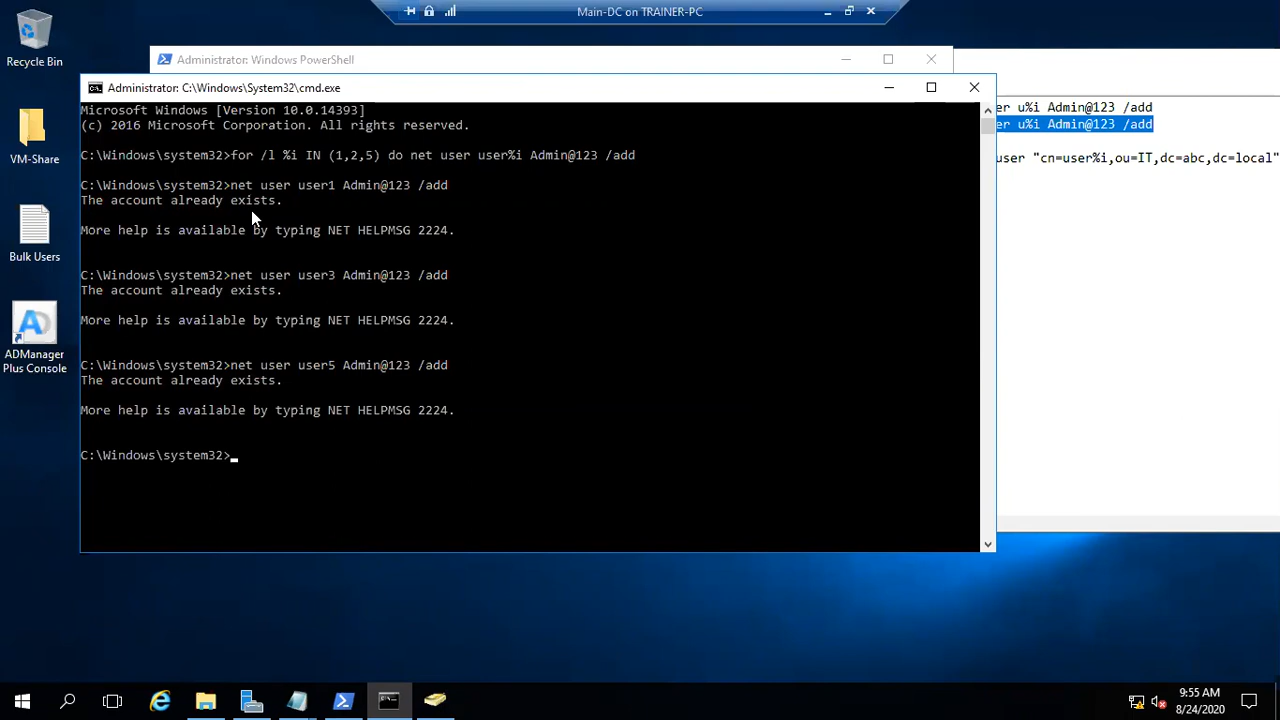 Main-DC on TRAINER-PC
Recycle Bin
VM-Share
Bulk Users
ADManager
Plus Console
Administrator: Windows PowerShell
Administrator: C:\Windows\System32\cmd.exe
Microsoft Windows [Version 10.0.14393]
(c) 2016 Microsoft Corporation. All rights reserved.
C:\Windows\system32>for /l %i IN (1,2,5) do net user user%i Admin@123 /add
C:\Windows\system32>net user user1 Admin@123 /add
The account already exists.
More help is available by typing NET HELPMSG 2224.
C:\Windows\system32>net user user3 Admin@123 /add
The account already exists.
More help is available by typing NET HELPMSG 2224.
C:\Windows\system32>net user user5 Admin@123 /add
The account already exists.
More help is available by typing NET HELPMSG 2224.
C:\Windows\system32>
er u%i Admin@123 /add
er u%i Admin@123 /add
user "cn=user%i,ou=IT,dc=abc,dc=local"
9:55 AM
8/24/2020